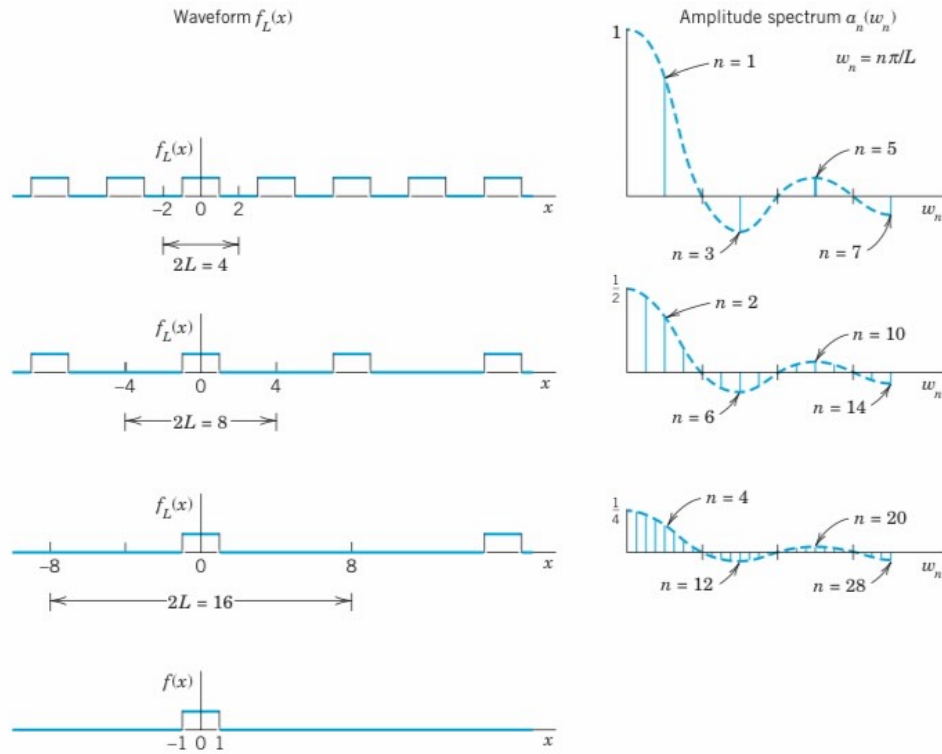 Waveform f_L(x)
Amplitude spectrum a_n(w_n)
w_n = nπ/L
1
n = 1
n = 5
n = 3
n = 7
w_n
f_L(x)
−2 0 2 x
2L = 4
1/2
n = 2
n = 10
n = 6
n = 14
w_n
f_L(x)
−4 0 4 x
2L = 8
1/4
n = 4
n = 20
n = 12
n = 28
w_n
f_L(x)
−8 0 8 x
2L = 16
f(x)
−1 0 1 x